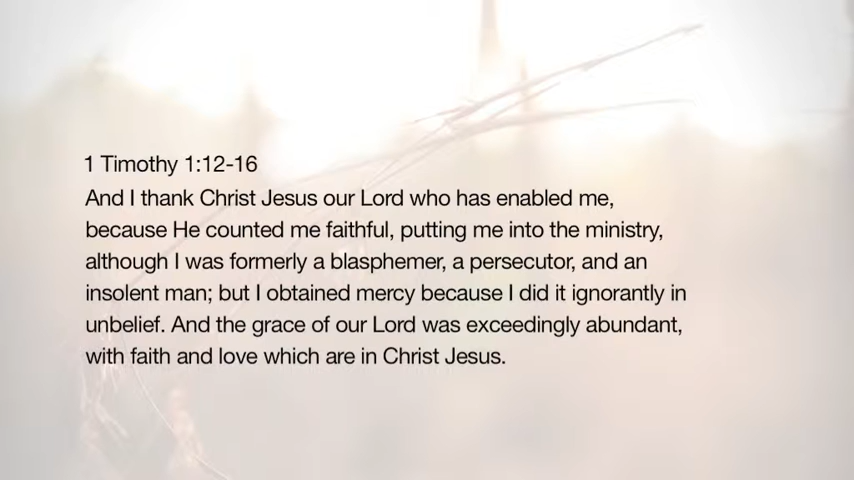 1 Timothy 1:12-16
And I thank Christ Jesus our Lord who has enabled me,
because He counted me faithful, putting me into the ministry,
although I was formerly a blasphemer, a persecutor, and an
insolent man; but I obtained mercy because I did it ignorantly in
unbelief. And the grace of our Lord was exceedingly abundant,
with faith and love which are in Christ Jesus.